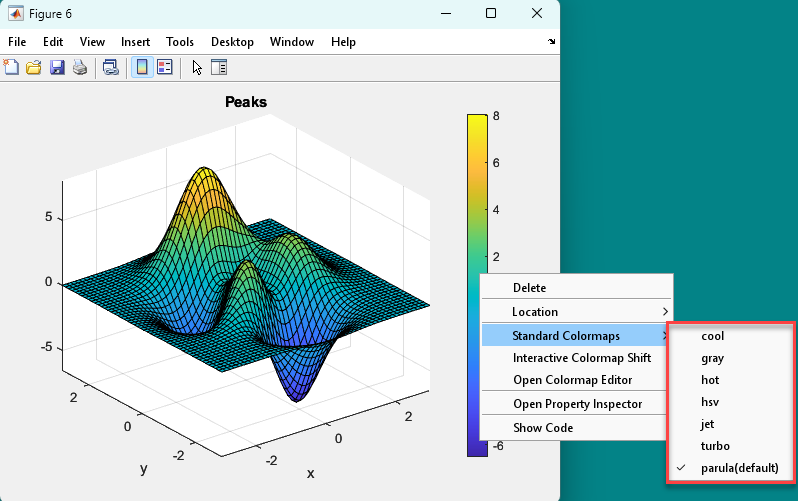 Figure 6
File Edit View Insert Tools Desktop Window Help
Peaks
8
6
4
2
-6
5
0
-5
2
0
-2
y
-2
0
2
x
Delete
Location
Standard Colormaps
Interactive Colormap Shift
Open Colormap Editor
Open Property Inspector
Show Code
cool
gray
hot
hsv
jet
turbo
parula(default)